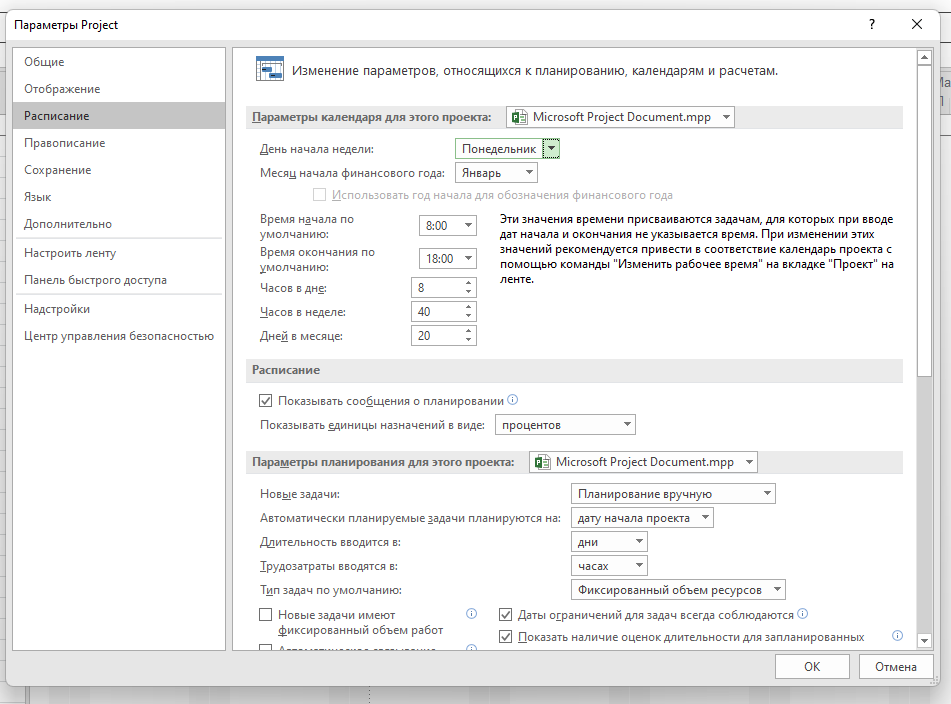 Параметры Project
?
Общие
Отображение
Расписание
Правописание
Сохранение
Язык
Дополнительно
Настроить ленту
Панель быстрого доступа
Надстройки
Центр управления безопасностью
Изменение параметров, относящихся к планированию, календарям и расчетам.
Параметры календаря для этого проекта: Microsoft Project Document.mpp
День начала недели: Понедельник
Месяц начала финансового года: Январь
Использовать год начала для обозначения финансового года
Время начала по
умолчанию: 8:00
Время окончания по
умолчанию: 18:00
Часов в дне: 8
Часов в неделе: 40
Дней в месяце: 20
Эти значения времени присваиваются задачам, для которых при вводе
дат начала и окончания не указывается время. При изменении этих
значений рекомендуется привести в соответствие календарь проекта с
помощью команды "Изменить рабочее время" на вкладке "Проект" на
ленте.
Расписание
Показывать сообщения о планировании
Показывать единицы назначений в виде: процентов
Параметры планирования для этого проекта: Microsoft Project Document.mpp
Новые задачи: Планирование вручную
Автоматически планируемые задачи планируются на: дату начала проекта
Длительность вводится в: дни
Трудозатраты вводятся в: часах
Тип задач по умолчанию: Фиксированный объем ресурсов
Новые задачи имеют
фиксированный объем работ
Даты ограничений для задач всегда соблюдаются
Показать наличие оценок длительности для запланированных
OK
Отмена